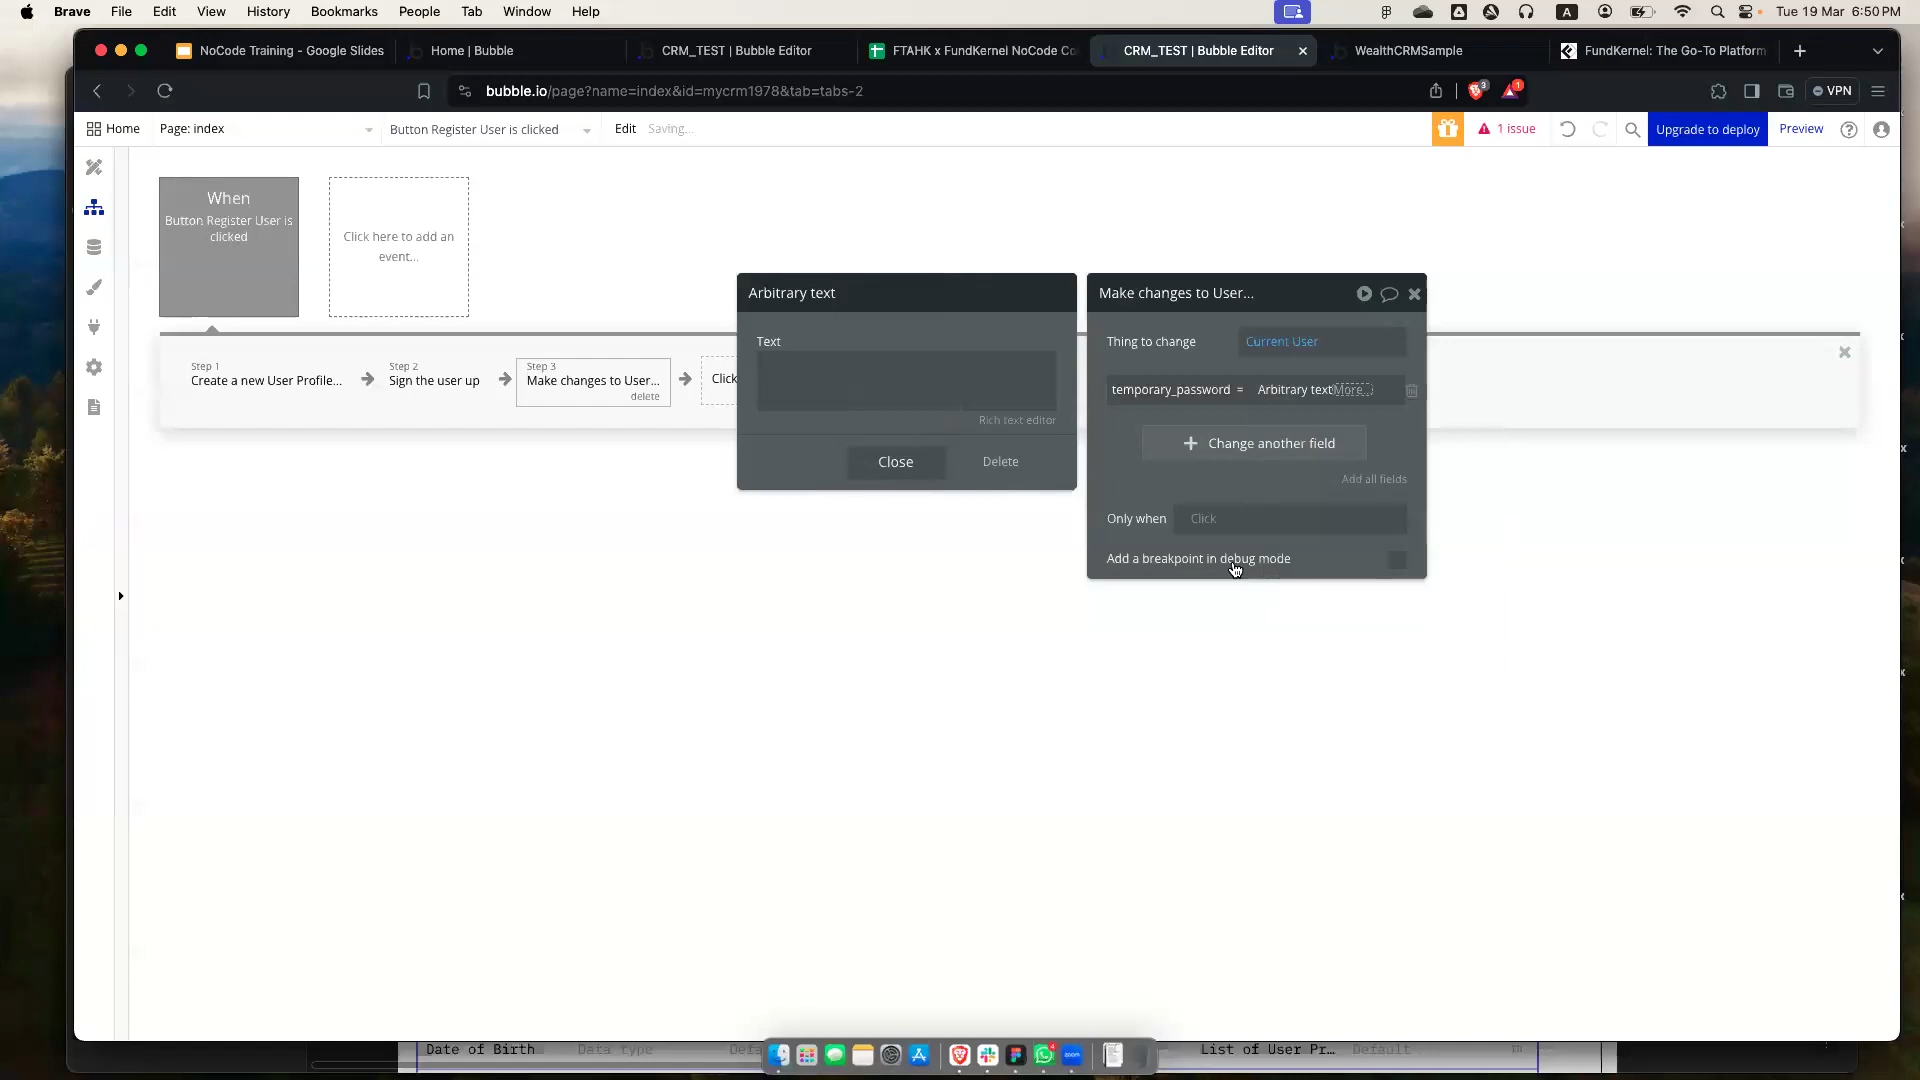 Brave File Edit View History Bookmarks People Tab Window Help
A
Tue 19 Mar 6:50 PM
NoCode Training - Google Slides
Home | Bubble
CRM_TEST | Bubble Editor
FTAHK x FundKernel NoCode Co
CRM_TEST | Bubble Editor
WealthCRMSample
FundKernel: The Go-To Platform
bubble.io/page?name=index&id=mycrm1978&tab=tabs-2
3
1
VPN
Home
Page: index
Button Register User is clicked
Edit
Saving...
1 issue
Upgrade to deploy
Preview
When
Button Register User is
clicked
Click here to add an
event...
Step 1
Create a new User Profile...
Step 2
Sign the user up
Step 3
Make changes to User...
delete
Click
Arbitrary text
Text
Rich text editor
Close
Delete
Make changes to User...
Thing to change
Current User
temporary_password = Arbitrary textMore...
Change another field
Add all fields
Only when
Click
Add a breakpoint in debug mode
Date of Birth
Data type
List of User Pr...
Default
zoom